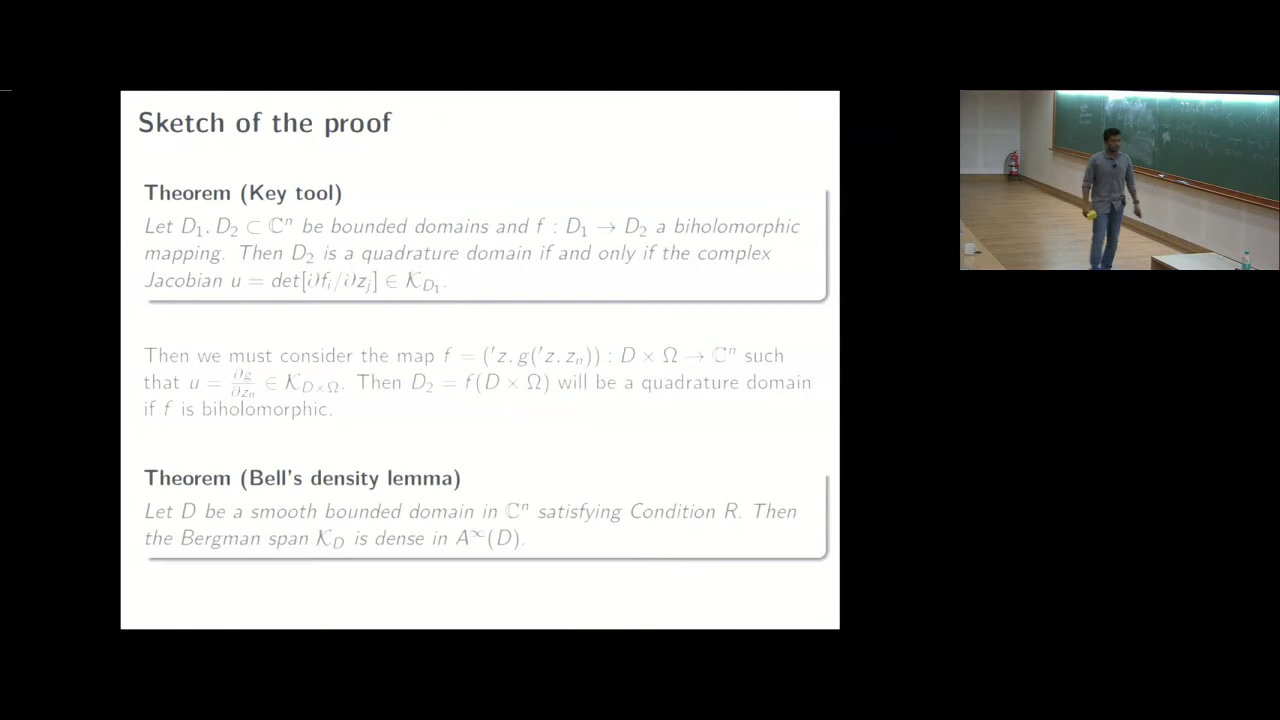 Sketch of the proof
Theorem (Key tool)
Let D₁, D₂ ⊂ ℂⁿ be bounded domains and f : D₁ → D₂ a biholomorphic
mapping. Then D₂ is a quadrature domain if and only if the complex
Jacobian u = det[∂fᵢ/∂zⱼ] ∈ 𝒦_{D₁}.
Then we must consider the map f = (′z, g(′z, zₙ)) : D × Ω → ℂⁿ such
that u = ∂g/∂zₙ ∈ 𝒦_{D×Ω}. Then D₂ = f(D × Ω) will be a quadrature domain
if f is biholomorphic.
Theorem (Bell's density lemma)
Let D be a smooth bounded domain in ℂⁿ satisfying Condition R. Then
the Bergman span 𝒦_D is dense in A^∞(D).